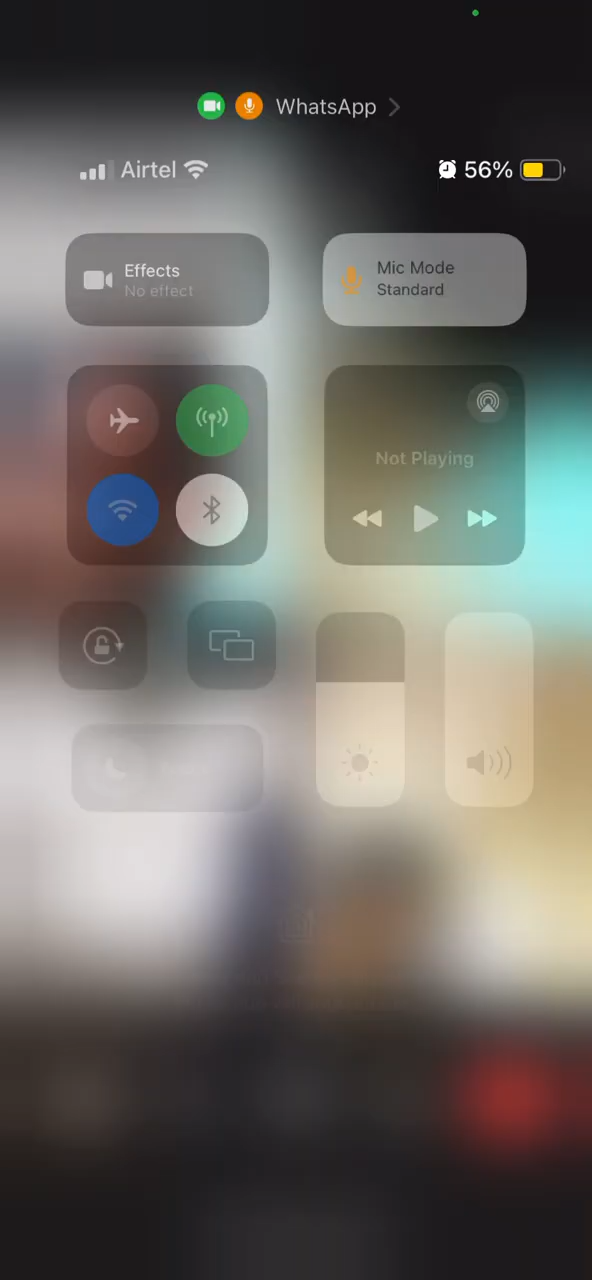 WhatsApp
Airtel 56%
Effects
No effect
Mic Mode
Standard
Not Playing